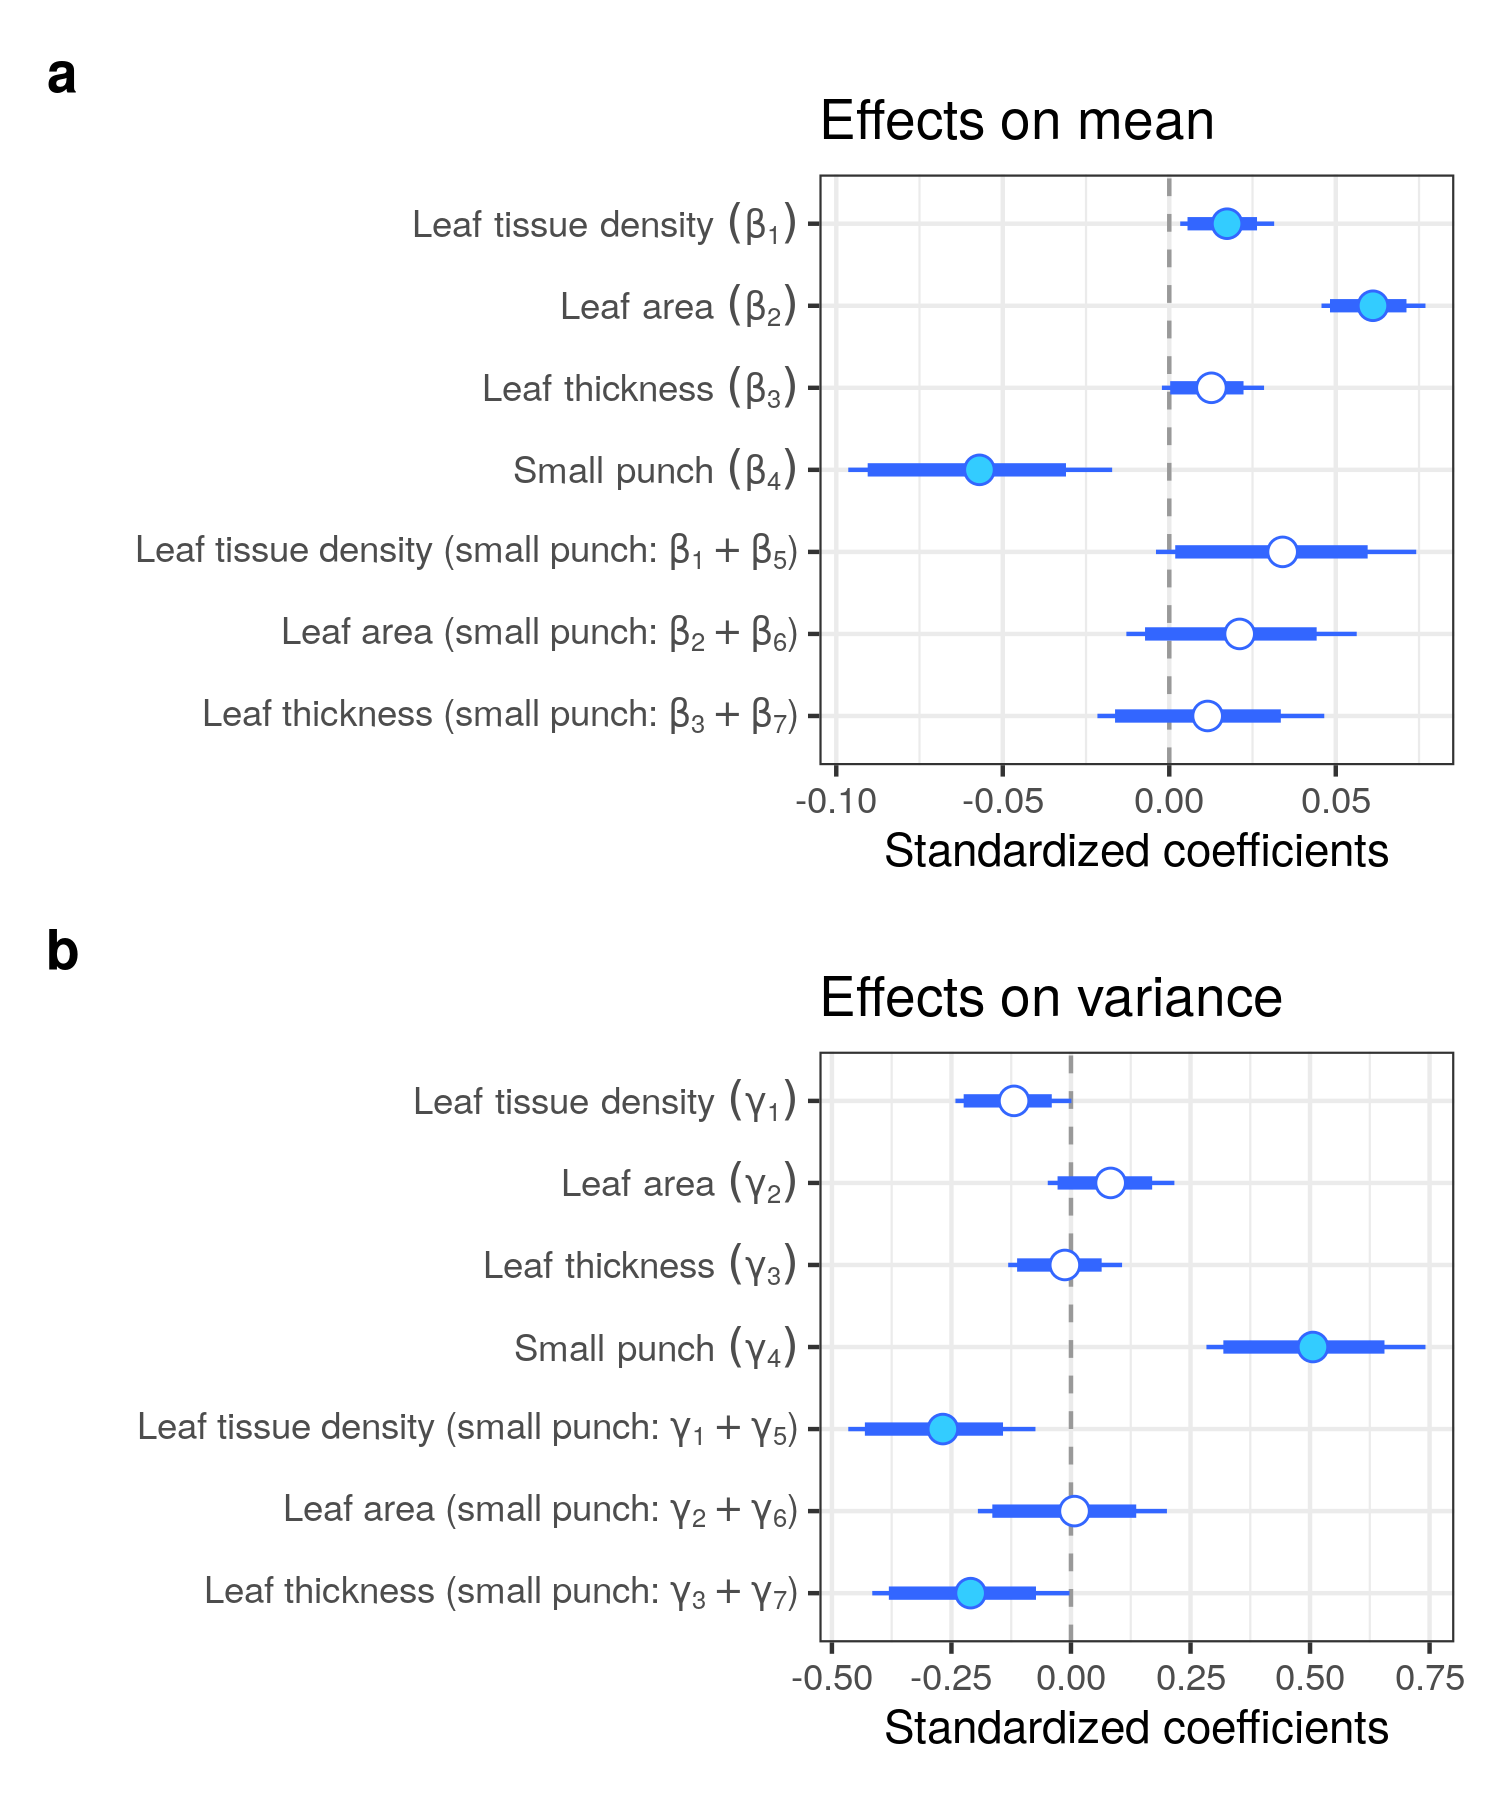 a
Effects on mean
Leaf tissue density (β₁)
Leaf area (β₂)
Leaf thickness (β₃)
Small punch (β₄)
Leaf tissue density (small punch: β₁ + β₅)
Leaf area (small punch: β₂ + β₆)
Leaf thickness (small punch: β₃ + β₇)
-0.10 -0.05 0.00 0.05
Standardized coefficients
b
Effects on variance
Leaf tissue density (γ₁)
Leaf area (γ₂)
Leaf thickness (γ₃)
Small punch (γ₄)
Leaf tissue density (small punch: γ₁ + γ₅)
Leaf area (small punch: γ₂ + γ₆)
Leaf thickness (small punch: γ₃ + γ₇)
-0.50 -0.25 0.00 0.25 0.50 0.75
Standardized coefficients